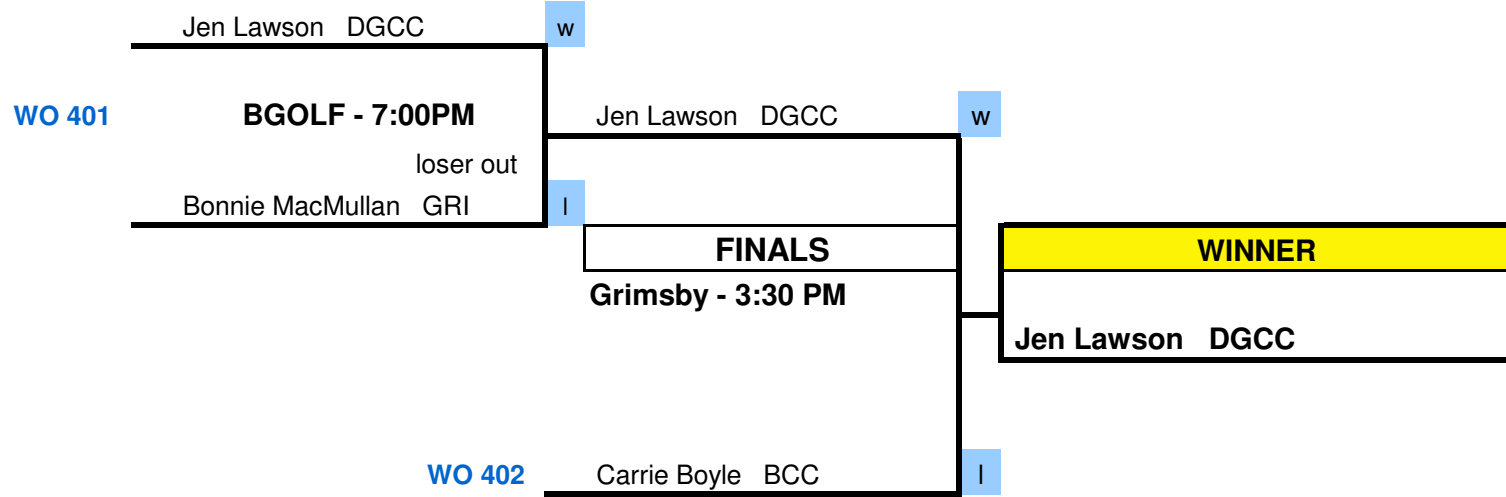 Jen Lawson DGCC w
WO 401 BGOLF - 7:00PM Jen Lawson DGCC w
loser out
Bonnie MacMullan GRI l
FINALS WINNER
Grimsby - 3:30 PM
Jen Lawson DGCC
WO 402 Carrie Boyle BCC l